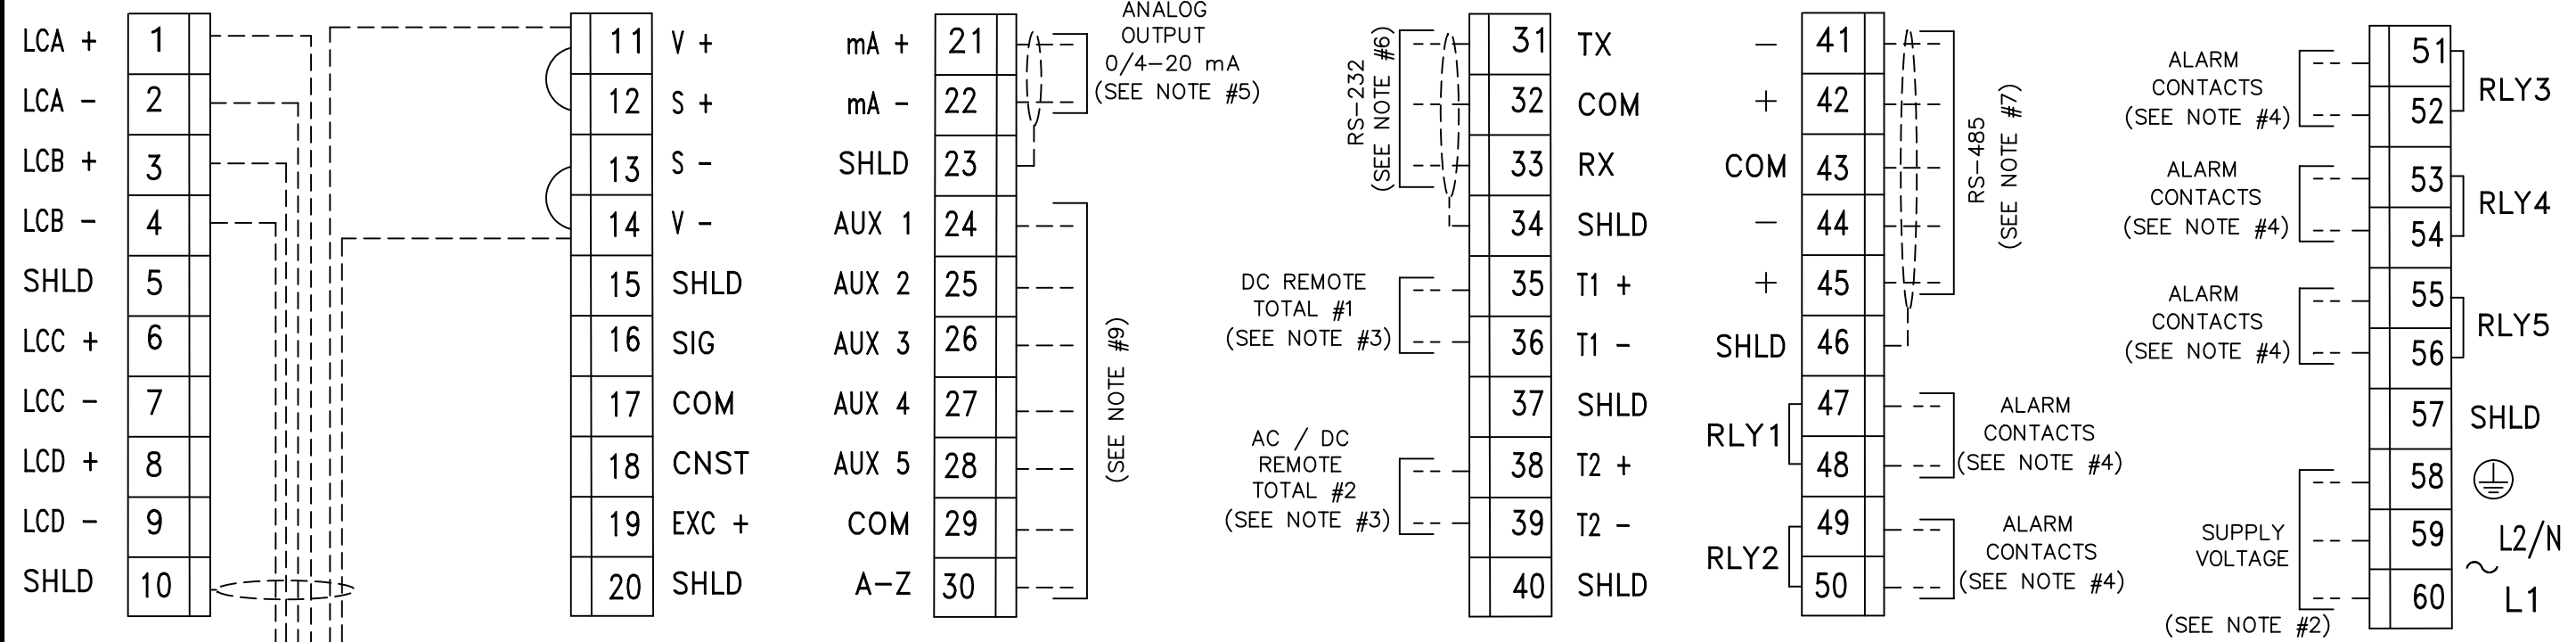 LCA + 1
LCA - 2
LCB + 3
LCB - 4
SHLD 5
LCC + 6
LCC - 7
LCD + 8
LCD - 9
SHLD 10
11 V +
12 S +
13 S -
14 V -
15 SHLD
16 SIG
17 COM
18 CNST
19 EXC +
20 SHLD
mA + 21
mA - 22
SHLD 23
AUX 1 24
AUX 2 25
AUX 3 26
AUX 4 27
AUX 5 28
COM 29
A-Z 30
ANALOG
OUTPUT
0/4-20 mA
(SEE NOTE #5)
(SEE NOTE #9)
RS-232
(SEE NOTE #6)
DC REMOTE
TOTAL #1
(SEE NOTE #3)
AC / DC
REMOTE
TOTAL #2
(SEE NOTE #3)
31 TX
32 COM
33 RX
34 SHLD
35 T1 +
36 T1 -
37 SHLD
38 T2 +
39 T2 -
40 SHLD
- 41
+ 42
COM 43
- 44
+ 45
SHLD 46
47
RLY1
48
49
RLY2
50
RS-485
(SEE NOTE #7)
ALARM
CONTACTS
(SEE NOTE #4)
ALARM
CONTACTS
(SEE NOTE #4)
ALARM
CONTACTS
(SEE NOTE #4)
ALARM
CONTACTS
(SEE NOTE #4)
ALARM
CONTACTS
(SEE NOTE #4)
SUPPLY
VOLTAGE
(SEE NOTE #2)
51
RLY3
52
53
RLY4
54
55
RLY5
56
57 SHLD
58
59 L2/N
~
60 L1